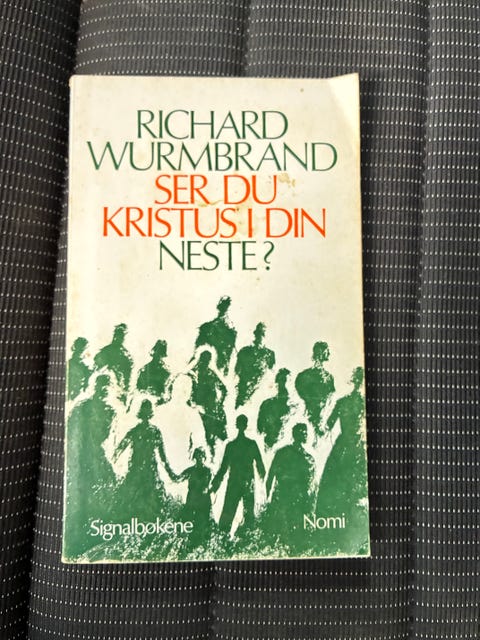 RICHARD
WURMBRAND
SER DU
KRISTUS I DIN
NESTE?
Signalbøkene
Nomi